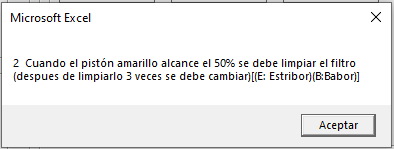 Microsoft Excel
2 Cuando el pistón amarillo alcance el 50% se debe limpiar el filtro
(despues de limpiarlo 3 veces se debe cambiar)[(E: Estribor)(B:Babor)]
Aceptar